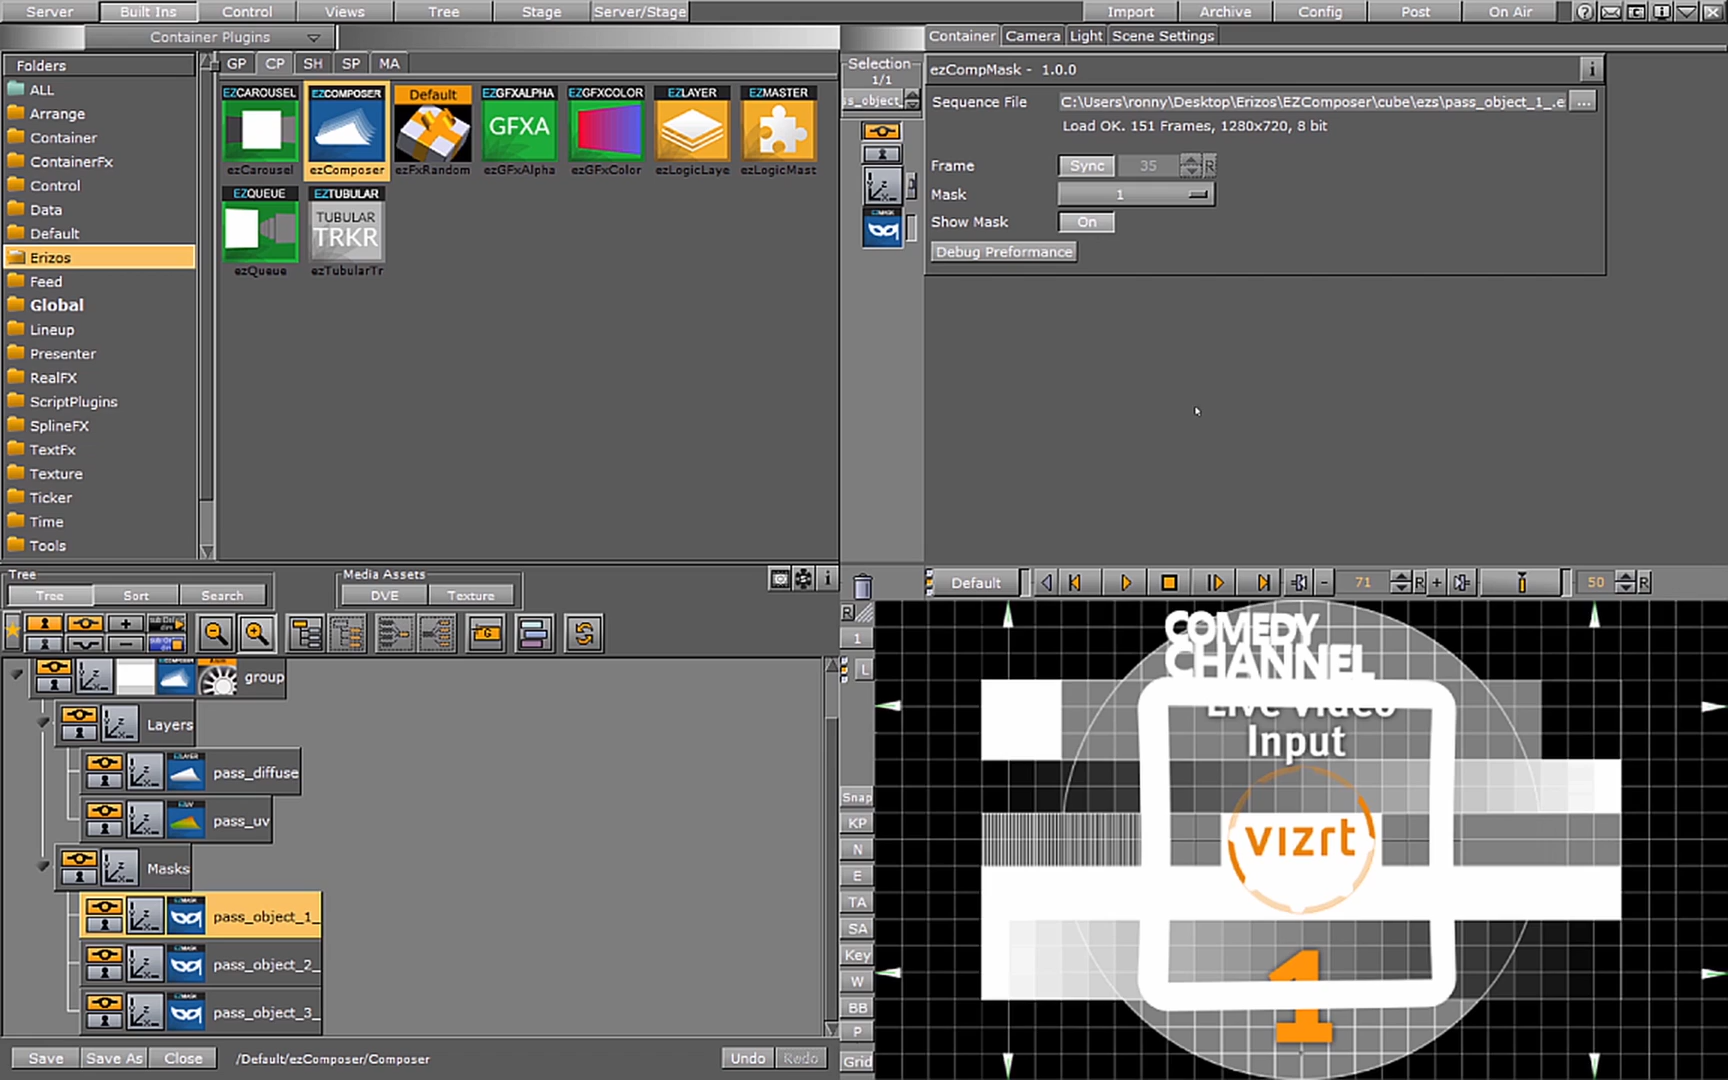 Server
Built Ins
Control
Views
Tree
Stage
Server/Stage
Import
Archive
Config
Post
On Air
Container Plugins
Folders
ALL
Arrange
Container
ContainerFx
Control
Data
Default
Erizos
Feed
Global
Lineup
Presenter
RealFX
ScriptPlugins
SplineFX
TextFx
Texture
Ticker
Time
Tools
GP
CP
SH
SP
MA
EZCAROUSEL
EZCOMPOSER
Default
EZGFXALPHA
EZGFXCOLOR
EZLAYER
EZMASTER
GFXA
ezCarousel
ezComposer
ezFxRandom
ezGFxAlpha
ezGFxColor
ezLogicLaye
ezLogicMast
EZQUEUE
EZTUBULAR
TUBULAR
TRKR
ezQueue
ezTubularTr
Selection
1/1
ss_object_
Container
Camera
Light
Scene Settings
ezCompMask - 1.0.0
i
Sequence File
C:\Users\ronny\Desktop\Erizos\EZComposer\cube\ezs\pass_object_1_.e
...
Load OK. 151 Frames, 1280x720, 8 bit
Frame
Sync
35
R
Mask
1
Show Mask
On
Debug Preformance
Tree
Tree
Sort
Search
Media Assets
DVE
Texture
group
Layers
pass_diffuse
pass_uv
Masks
pass_object_1_
pass_object_2_
pass_object_3_
Save
Save As
Close
/Default/ezComposer/Composer
Undo
Redo
Default
71
R
50
R
R
1
L
Snap
KP
N
E
TA
SA
Key
W
BB
P
Grid
COMEDY
CHANNEL
Live Video
Input
vizrt
1